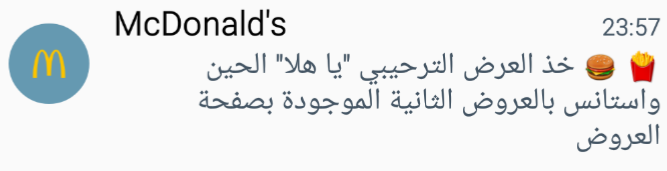 McDonald's
23:57
🍟 🍔 خذ العرض الترحيبي "يا هلا" الحين
واستانس بالعروض الثانية الموجودة بصفحة
العروض